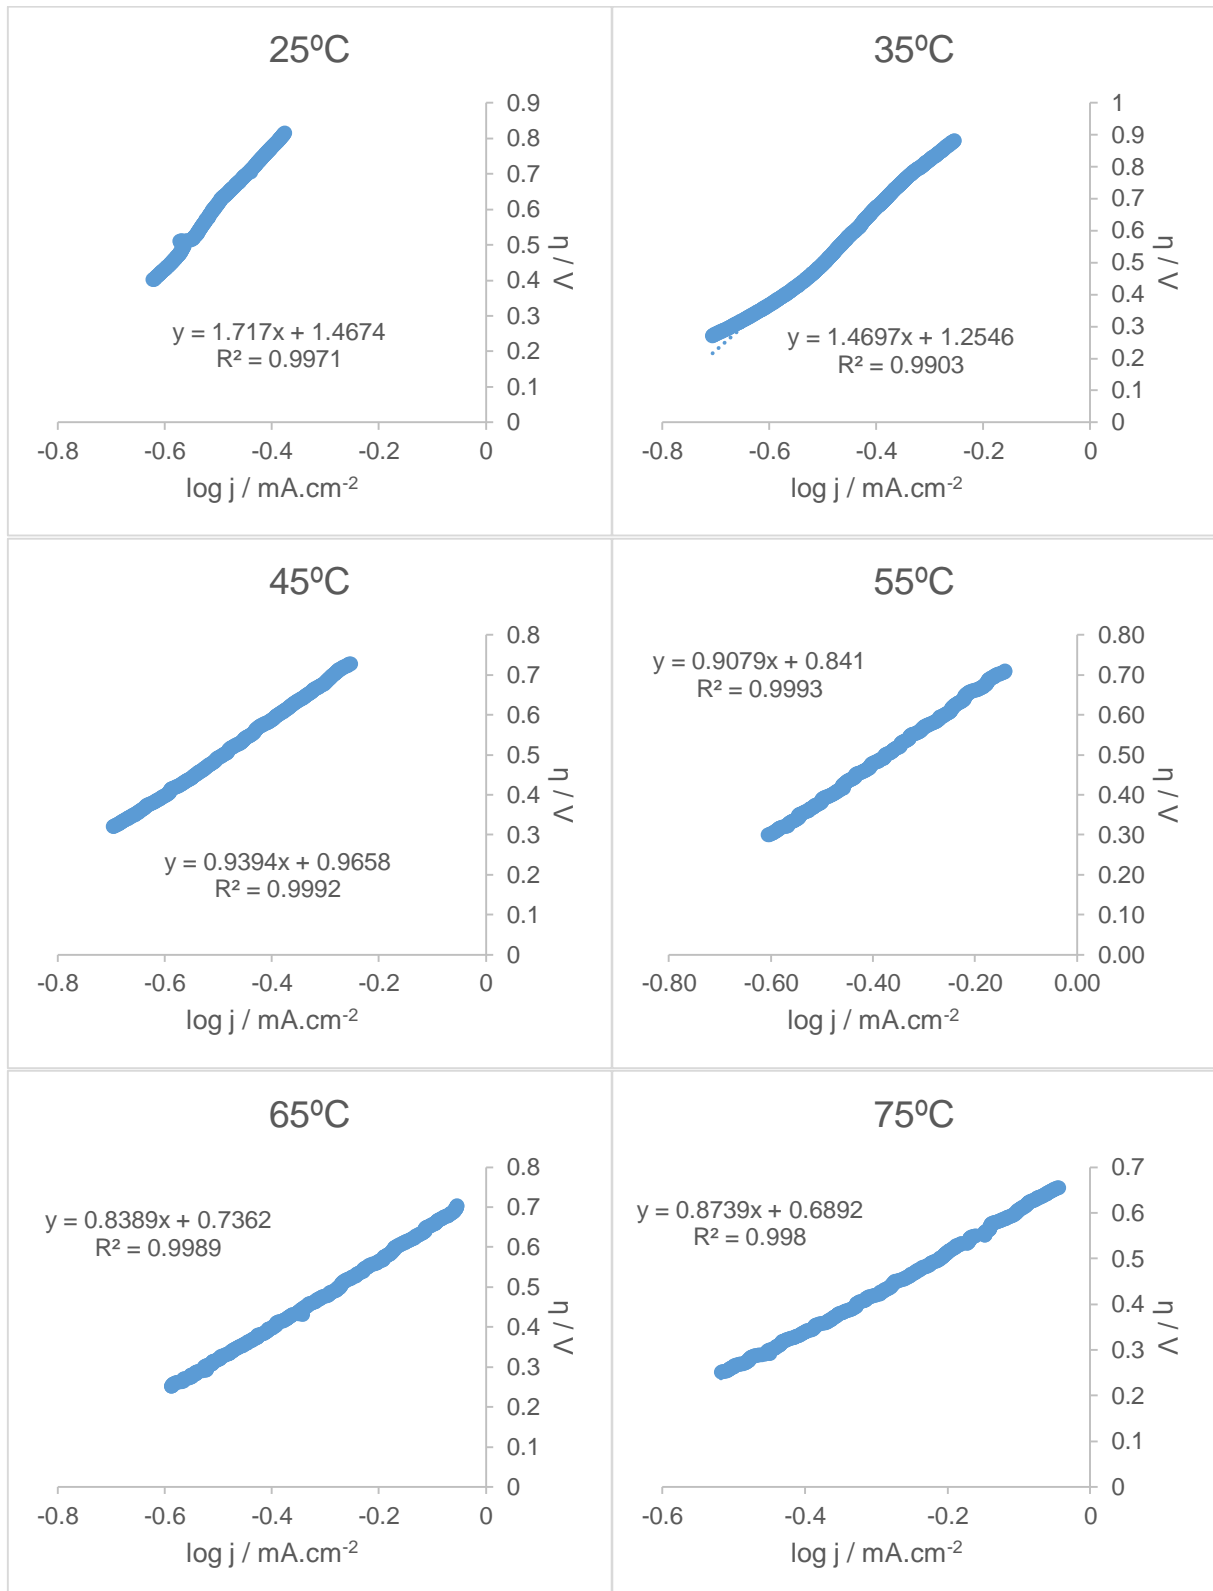 25ºC
0.9
0.8
0.7
0.6
0.5
0.4
0.3
0.2
0.1
0
η / V
y = 1.717x + 1.4674
R² = 0.9971
-0.8 -0.6 -0.4 -0.2 0
log j / mA.cm-2
35ºC
1
0.9
0.8
0.7
0.6
0.5
0.4
0.3
0.2
0.1
0
η / V
y = 1.4697x + 1.2546
R² = 0.9903
-0.8 -0.6 -0.4 -0.2 0
log j / mA.cm-2
45ºC
0.8
0.7
0.6
0.5
0.4
0.3
0.2
0.1
0
η / V
y = 0.9394x + 0.9658
R² = 0.9992
-0.8 -0.6 -0.4 -0.2 0
log j / mA.cm-2
55ºC
0.80
0.70
0.60
0.50
0.40
0.30
0.20
0.10
0.00
η / V
y = 0.9079x + 0.841
R² = 0.9993
-0.80 -0.60 -0.40 -0.20 0.00
log j / mA.cm-2
65ºC
0.8
0.7
0.6
0.5
0.4
0.3
0.2
0.1
0
η / V
y = 0.8389x + 0.7362
R² = 0.9989
-0.8 -0.6 -0.4 -0.2 0
log j / mA.cm-2
75ºC
0.7
0.6
0.5
0.4
0.3
0.2
0.1
0
η / V
y = 0.8739x + 0.6892
R² = 0.998
-0.6 -0.4 -0.2 0
log j / mA.cm-2